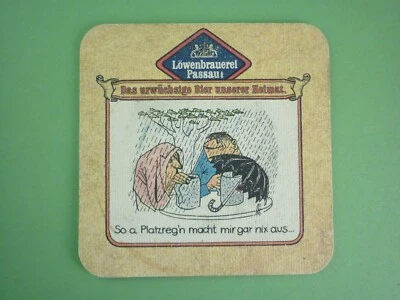 Löwenbrauerei
Passau
Das urwüchsige Bier unserer Heimat.
So a Platzreg'n macht mir gar nix aus...